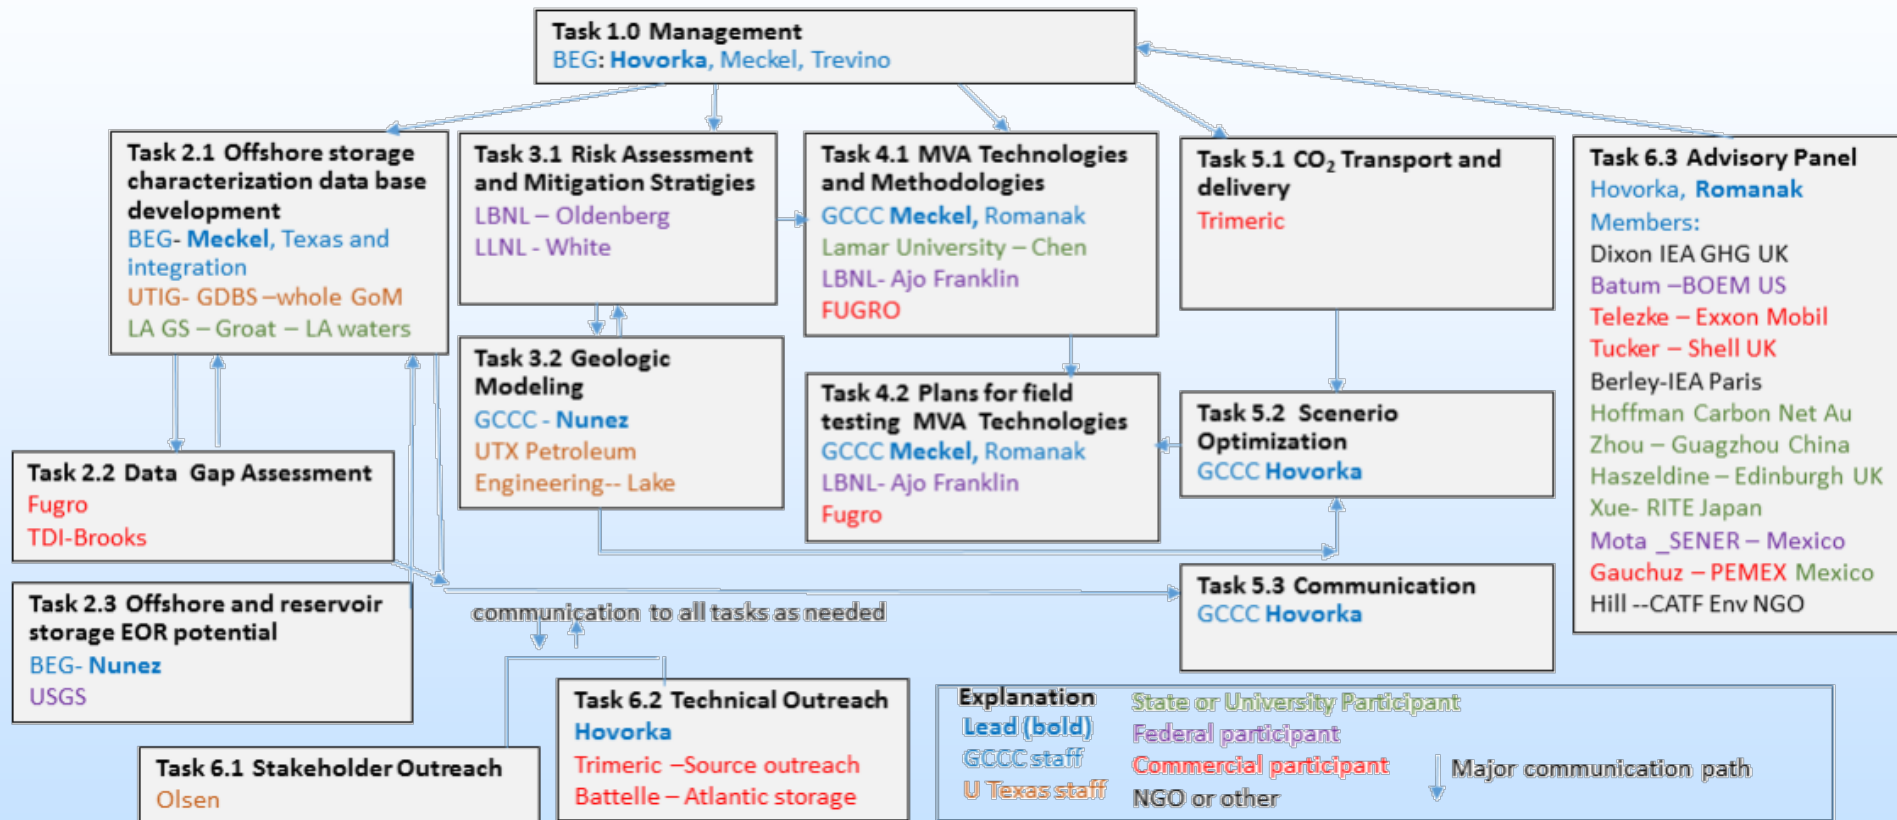 Task 1.0 Management
BEG: Hovorka, Meckel, Trevino
Task 2.1 Offshore storage
characterization data base
development
BEG- Meckel, Texas and
integration
UTIG- GDBS –whole GoM
LA GS – Groat – LA waters
Task 3.1 Risk Assessment
and Mitigation Stratigies
LBNL – Oldenberg
LLNL - White
Task 4.1 MVA Technologies
and Methodologies
GCCC Meckel, Romanak
Lamar University – Chen
LBNL- Ajo Franklin
FUGRO
Task 5.1 CO2 Transport and
delivery
Trimeric
Task 6.3 Advisory Panel
Hovorka, Romanak
Members:
Dixon IEA GHG UK
Batum –BOEM US
Telezke – Exxon Mobil
Tucker – Shell UK
Berley-IEA Paris
Hoffman Carbon Net Au
Zhou – Guagzhou China
Haszeldine – Edinburgh UK
Xue- RITE Japan
Mota _SENER – Mexico
Gauchuz – PEMEX Mexico
Hill --CATF Env NGO
Task 3.2 Geologic
Modeling
GCCC - Nunez
UTX Petroleum
Engineering-- Lake
Task 4.2 Plans for field
testing MVA Technologies
GCCC Meckel, Romanak
LBNL- Ajo Franklin
Fugro
Task 5.2 Scenerio
Optimization
GCCC Hovorka
Task 2.2 Data Gap Assessment
Fugro
TDI-Brooks
Task 2.3 Offshore and reservoir
storage EOR potential
BEG- Nunez
USGS
communication to all tasks as needed
Task 5.3 Communication
GCCC Hovorka
Task 6.1 Stakeholder Outreach
Olsen
Task 6.2 Technical Outreach
Hovorka
Trimeric –Source outreach
Battelle – Atlantic storage
Explanation
Lead (bold)
GCCC staff
U Texas staff
State or University Participant
Federal participant
Commercial participant
NGO or other
Major communication path